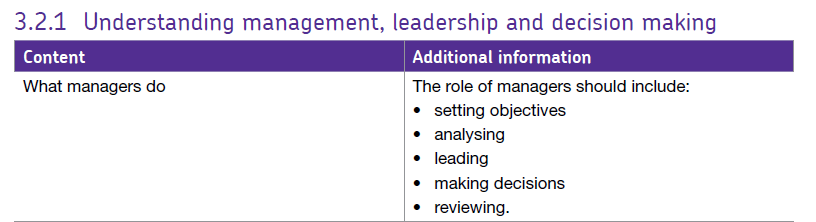 3.2.1 Understanding management, leadership and decision making
Content
Additional information
What managers do
The role of managers should include:
• setting objectives
• analysing
• leading
• making decisions
• reviewing.